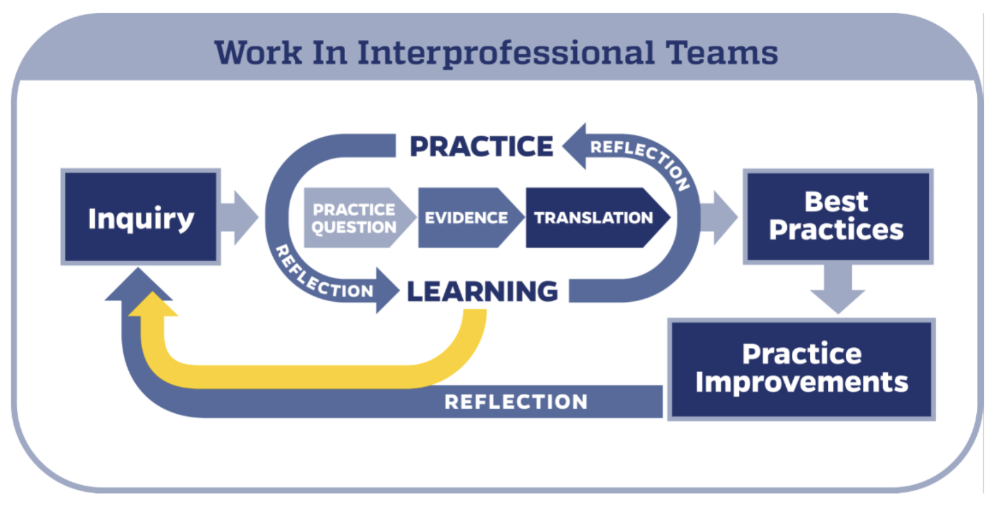 Work In Interprofessional Teams
PRACTICE
REFLECTION
Inquiry
PRACTICE
QUESTION
EVIDENCE
TRANSLATION
Best
Practices
REFLECTION
LEARNING
Practice
Improvements
REFLECTION